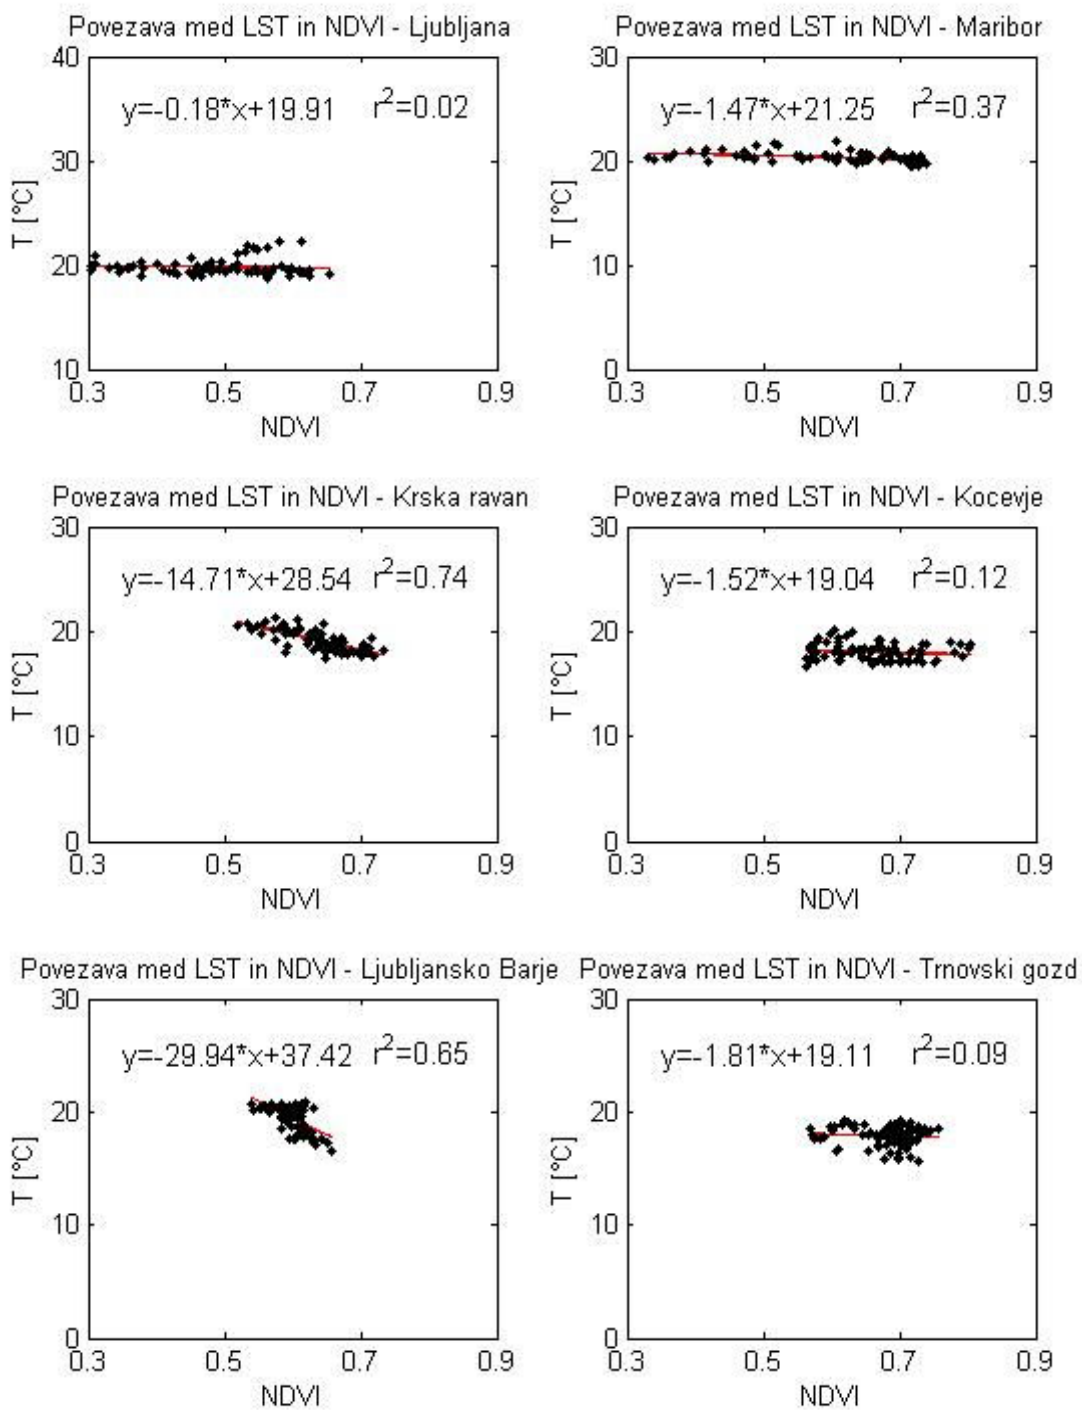 Povezava med LST in NDVI - Ljubljana
y=-0.18*x+19.91 r²=0.02
T [°C]
40
30
20
10
0.3 0.5 0.7 0.9
NDVI
Povezava med LST in NDVI - Maribor
y=-1.47*x+21.25 r²=0.37
T [°C]
30
20
10
0
0.3 0.5 0.7 0.9
NDVI
Povezava med LST in NDVI - Krska ravan
y=-14.71*x+28.54 r²=0.74
T [°C]
30
20
10
0
0.3 0.5 0.7 0.9
NDVI
Povezava med LST in NDVI - Kocevje
y=-1.52*x+19.04 r²=0.12
T [°C]
30
20
10
0
0.3 0.5 0.7 0.9
NDVI
Povezava med LST in NDVI - Ljubljansko Barje
y=-29.94*x+37.42 r²=0.65
T [°C]
30
20
10
0
0.3 0.5 0.7 0.9
NDVI
Povezava med LST in NDVI - Trnovski gozd
y=-1.81*x+19.11 r²=0.09
T [°C]
30
20
10
0
0.3 0.5 0.7 0.9
NDVI